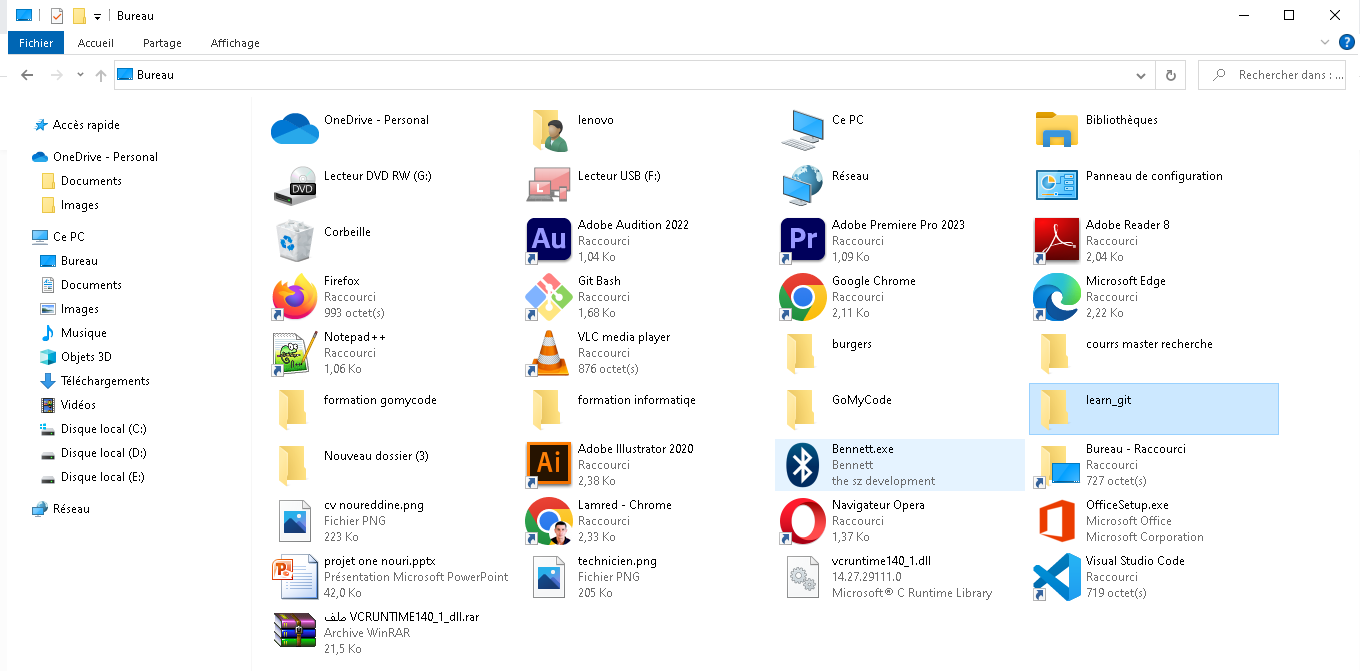 Bureau
Fichier
Accueil
Partage
Affichage
Bureau
Rechercher dans : ...
Accès rapide
OneDrive - Personal
Documents
Images
Ce PC
Bureau
Documents
Images
Musique
Objets 3D
Téléchargements
Vidéos
Disque local (C:)
Disque local (D:)
Disque local (E:)
Réseau
OneDrive - Personal
lenovo
Ce PC
Bibliothèques
Lecteur DVD RW (G:)
Lecteur USB (F:)
Réseau
Panneau de configuration
Corbeille
Adobe Audition 2022
Raccourci
1,04 Ko
Adobe Premiere Pro 2023
Raccourci
1,09 Ko
Adobe Reader 8
Raccourci
2,04 Ko
Firefox
Raccourci
993 octet(s)
Git Bash
Raccourci
1,68 Ko
Google Chrome
Raccourci
2,11 Ko
Microsoft Edge
Raccourci
2,22 Ko
Notepad++
Raccourci
1,06 Ko
VLC media player
Raccourci
876 octet(s)
burgers
courrs master recherche
formation gomycode
formation informatiqe
GoMyCode
learn_git
Nouveau dossier (3)
Adobe Illustrator 2020
Raccourci
2,38 Ko
Bennett.exe
Bennett
the sz development
Bureau - Raccourci
Raccourci
727 octet(s)
cv noureddine.png
Fichier PNG
223 Ko
Lamred - Chrome
Raccourci
2,33 Ko
Navigateur Opera
Raccourci
1,37 Ko
OfficeSetup.exe
Microsoft Office
Microsoft Corporation
projet one nouri.pptx
Présentation Microsoft PowerPoint
42,0 Ko
technicien.png
Fichier PNG
205 Ko
vcruntime140_1.dll
14.27.29111.0
Microsoft® C Runtime Library
Visual Studio Code
Raccourci
719 octet(s)
ملف VCRUNTIME140_1_dll.rar
Archive WinRAR
21,5 Ko